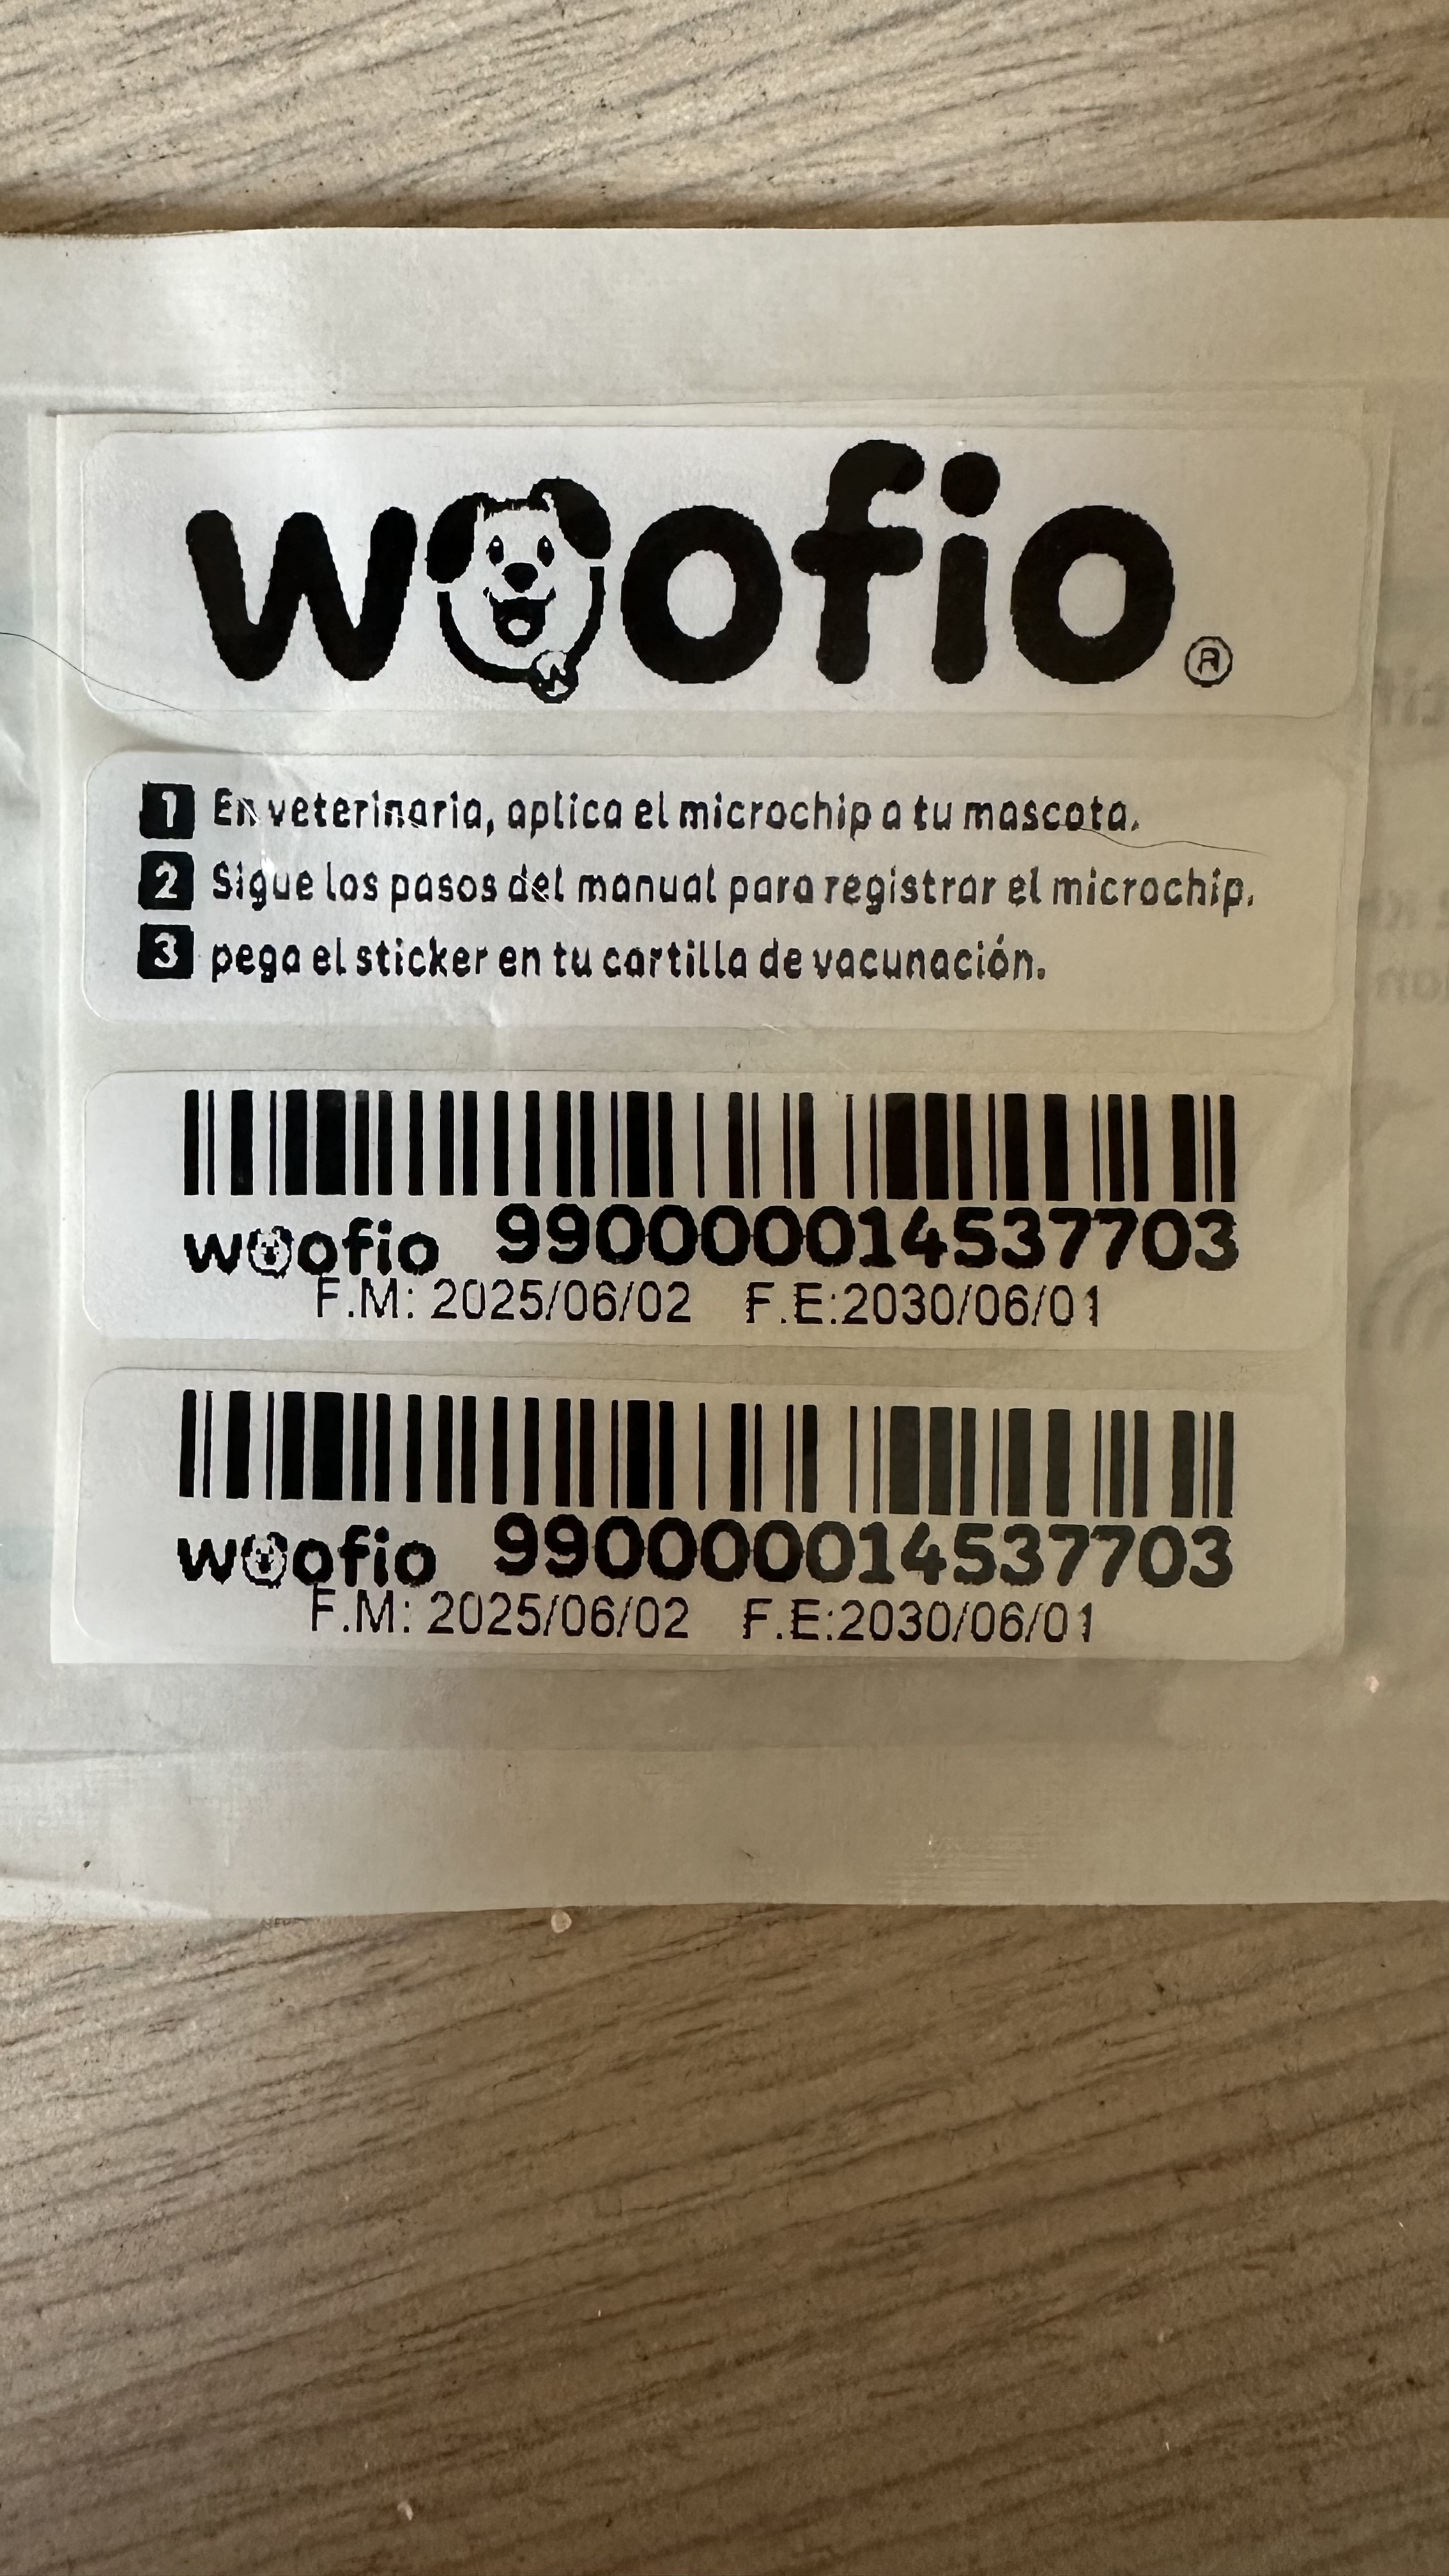 woofio ®
1 En veterinaria, aplica el microchip a tu mascota.
2 Sigue los pasos del manual para registrar el microchip.
3 pega el sticker en tu cartilla de vacunación.
woofio 990000014537703
F.M: 2025/06/02 F.E:2030/06/01
woofio 990000014537703
F.M: 2025/06/02 F.E:2030/06/01